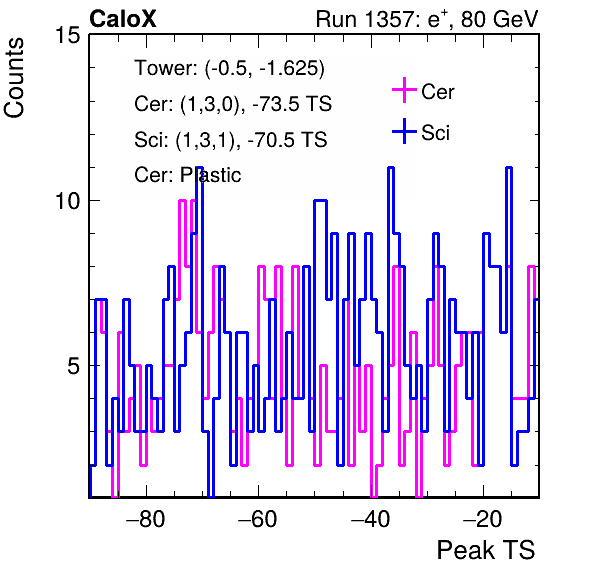 CaloX Run 1357: e⁺, 80 GeV
Counts
15
10
5
Tower: (-0.5, -1.625)
Cer: (1,3,0), -73.5 TS
Sci: (1,3,1), -70.5 TS
Cer: Plastic
Cer
Sci
−80 −60 −40 −20
Peak TS